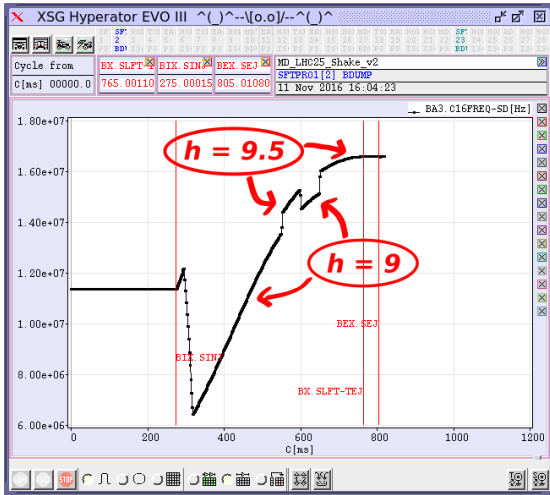 XSG Hyperator EVO III ^(_)^--\[o.o]/--^(_)^
Cycle from
C[ms] 00000.0
BX.SLFT-T
765.00110
BIX.SIN
275.00015
BEX.SEJ
805.01080
MD_LHC25_Shake_v2
SFTPRO1[2] BDUMP
11 Nov 2016 16:04:23
BA3.C16FREQ-SD[Hz]
1.80e+07
1.60e+07
1.40e+07
1.20e+07
1.00e+07
8.00e+06
6.00e+06
h = 9.5
h = 9
BEX.SEJ
BIX.SINJ
BX.SLFT-TEJ
0 200 400 600 800 1000 1200
C[ms]
STOP